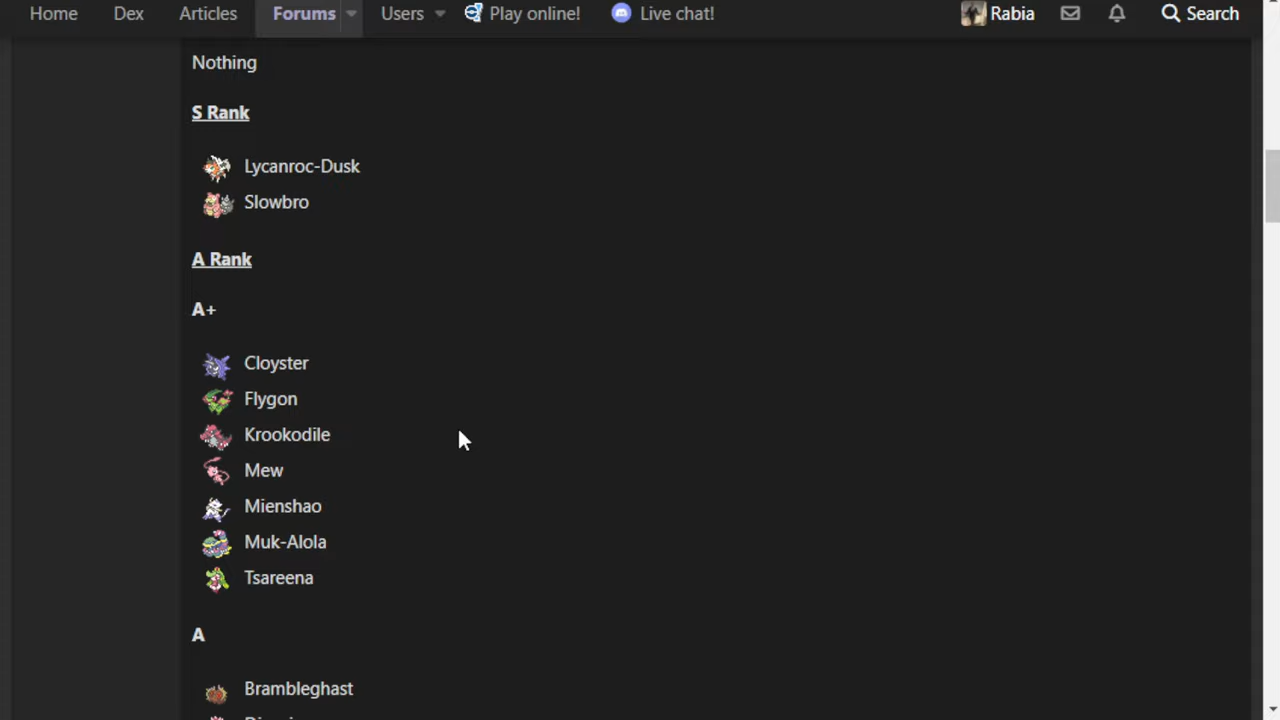 Home Dex Articles Forums Users Play online! Live chat! Rabia Search
Nothing
S Rank
Lycanroc-Dusk
Slowbro
A Rank
A+
Cloyster
Flygon
Krookodile
Mew
Mienshao
Muk-Alola
Tsareena
A
Brambleghast